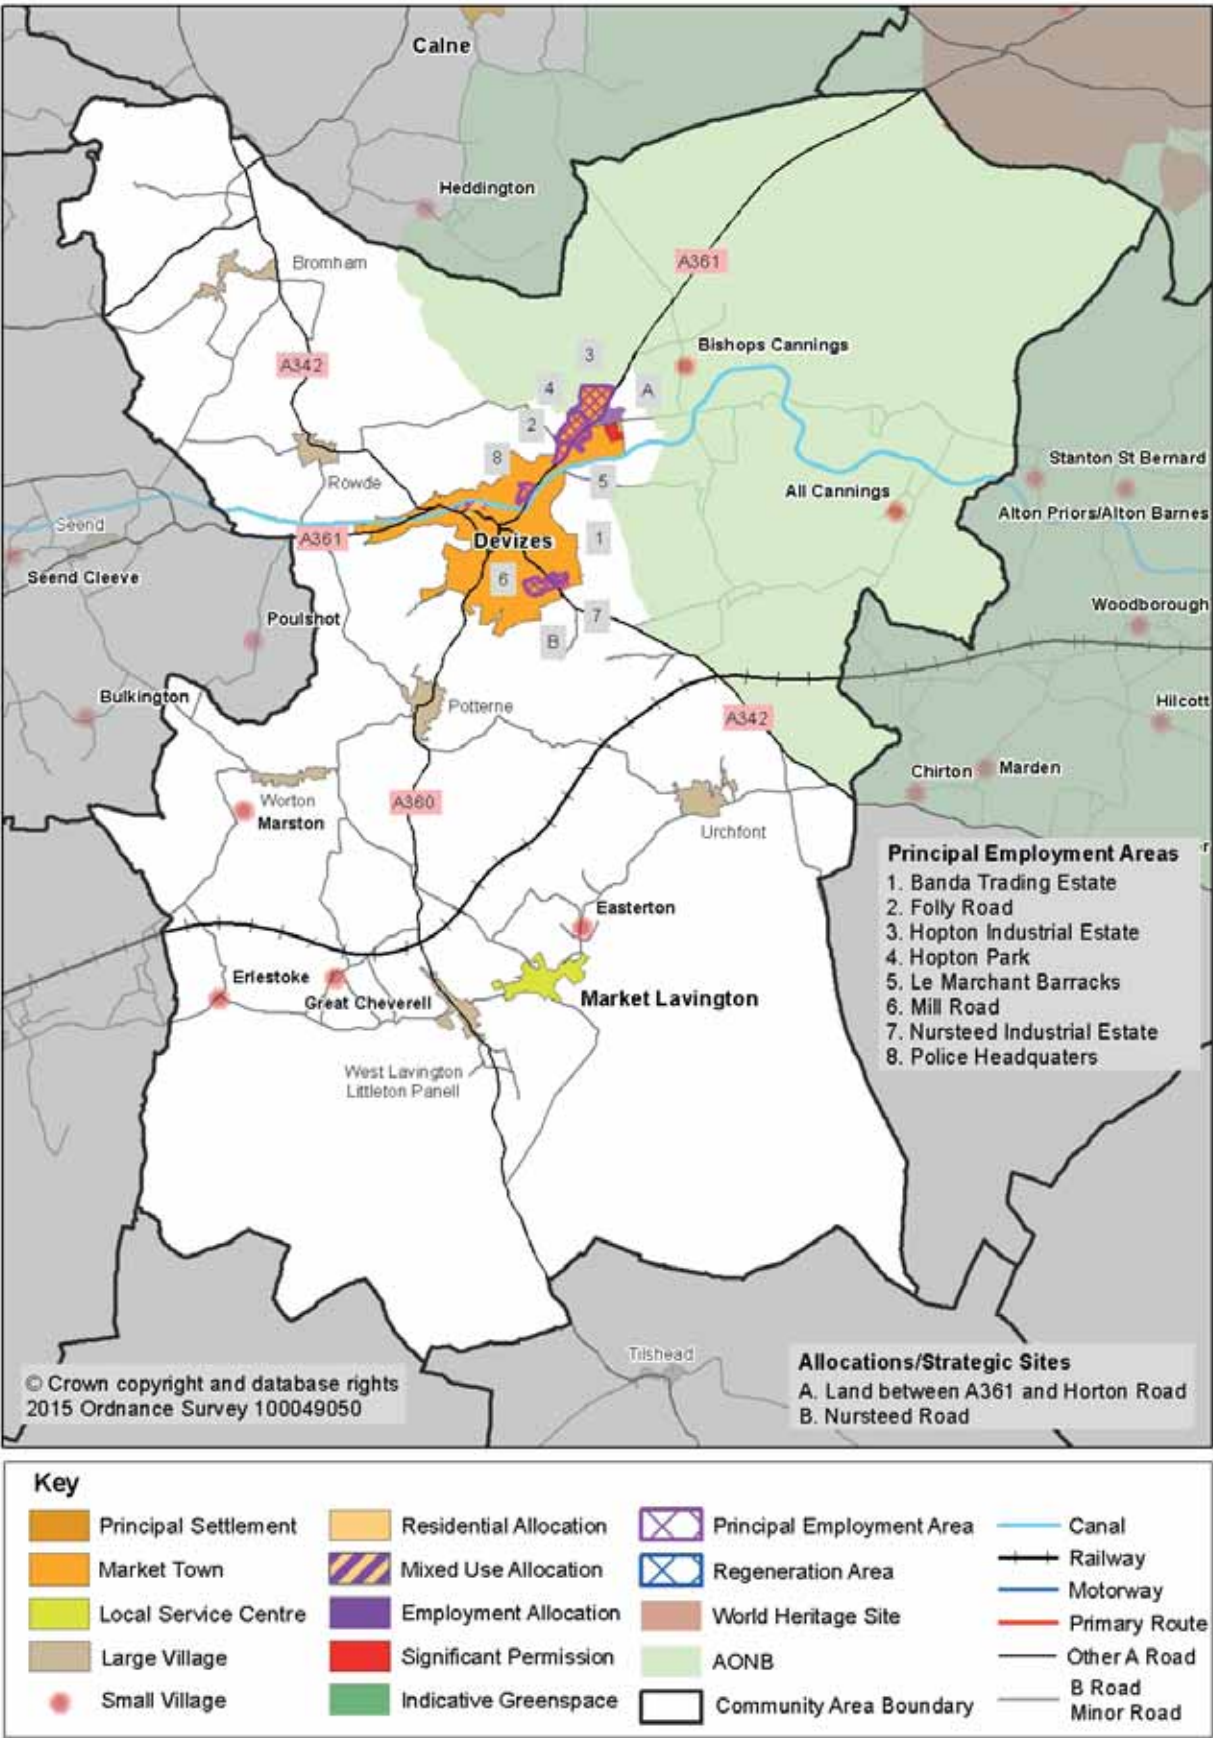 Calne
Heddington
Bromham
A361
3
Bishops Cannings
A342
4
A
2
8
Stanton St Bernard
Rowde
5
All Cannings
Alton Priors/Alton Barnes
Seend
A361
Devizes
1
Seend Cleeve
6
Woodborough
Poulshot
7
B
Bulkington
Hilcott
Potterne
A342
Chirton
Marden
Worton
Marston
A360
Urchfont
r
Principal Employment Areas
1. Banda Trading Estate
2. Folly Road
3. Hopton Industrial Estate
4. Hopton Park
5. Le Marchant Barracks
6. Mill Road
7. Nursteed Industrial Estate
8. Police Headquaters
Easterton
Erlestoke
Great Cheverell
Market Lavington
West Lavington
Littleton Panell
Tilshead
Allocations/Strategic Sites
A. Land between A361 and Horton Road
B. Nursteed Road
© Crown copyright and database rights
2015 Ordnance Survey 100049050
Key
Principal Settlement
Market Town
Local Service Centre
Large Village
Small Village
Residential Allocation
Mixed Use Allocation
Employment Allocation
Significant Permission
Indicative Greenspace
Principal Employment Area
Regeneration Area
World Heritage Site
AONB
Community Area Boundary
Canal
Railway
Motorway
Primary Route
Other A Road
B Road
Minor Road